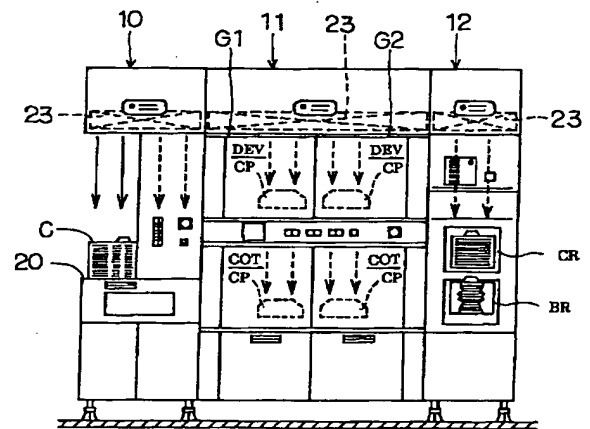 10 11 12
G1 23 G2
23 23
DEV DEV
CP CP
C
20
COT COT
CP CP
CR
BR